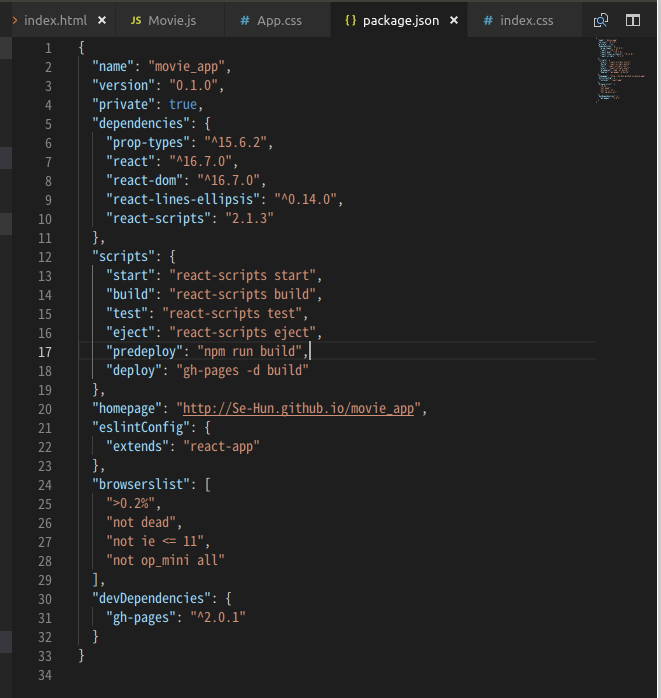 index.html × JS Movie.js # App.css {} package.json × # index.css
1 {
2 "name": "movie_app",
3 "version": "0.1.0",
4 "private": true,
5 "dependencies": {
6 "prop-types": "^15.6.2",
7 "react": "^16.7.0",
8 "react-dom": "^16.7.0",
9 "react-lines-ellipsis": "^0.14.0",
10 "react-scripts": "2.1.3"
11 },
12 "scripts": {
13 "start": "react-scripts start",
14 "build": "react-scripts build",
15 "test": "react-scripts test",
16 "eject": "react-scripts eject",
17 "predeploy": "npm run build",
18 "deploy": "gh-pages -d build"
19 },
20 "homepage": "http://Se-Hun.github.io/movie_app",
21 "eslintConfig": {
22 "extends": "react-app"
23 },
24 "browserslist": [
25 ">0.2%",
26 "not dead",
27 "not ie <= 11",
28 "not op_mini all"
29 ],
30 "devDependencies": {
31 "gh-pages": "^2.0.1"
32 }
33 }
34